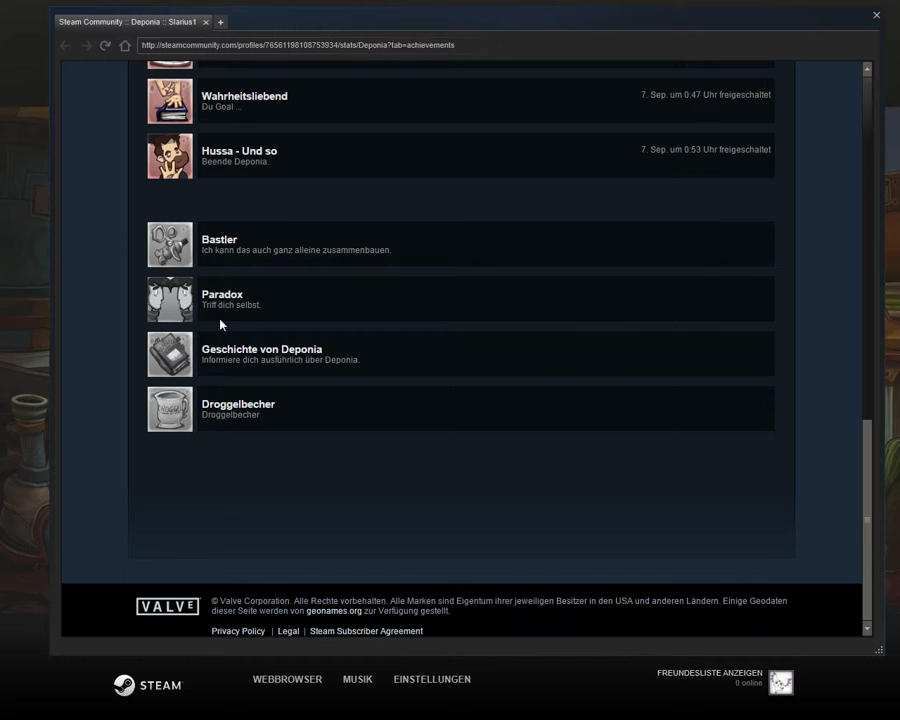 Steam Community :: Deponia :: Slarius1
http://steamcommunity.com/profiles/76561198108753934/stats/Deponia?tab=achievements
Wahrheitsliebend
Du Goal ...
7. Sep. um 0:47 Uhr freigeschaltet
Hussa - Und so
Beende Deponia.
7. Sep. um 0:53 Uhr freigeschaltet
Bastler
Ich kann das auch ganz alleine zusammenbauen.
Paradox
Triff dich selbst.
Geschichte von Deponia
Informiere dich ausführlich über Deponia.
Droggelbecher
Droggelbecher
VALVE
© Valve Corporation. Alle Rechte vorbehalten. Alle Marken sind Eigentum ihrer jeweiligen Besitzer in den USA und anderen Ländern. Einige Geodaten
dieser Seite werden von geonames.org zur Verfügung gestellt.
Privacy Policy | Legal | Steam Subscriber Agreement
STEAM
WEBBROWSER
MUSIK
EINSTELLUNGEN
FREUNDESLISTE ANZEIGEN
0 online